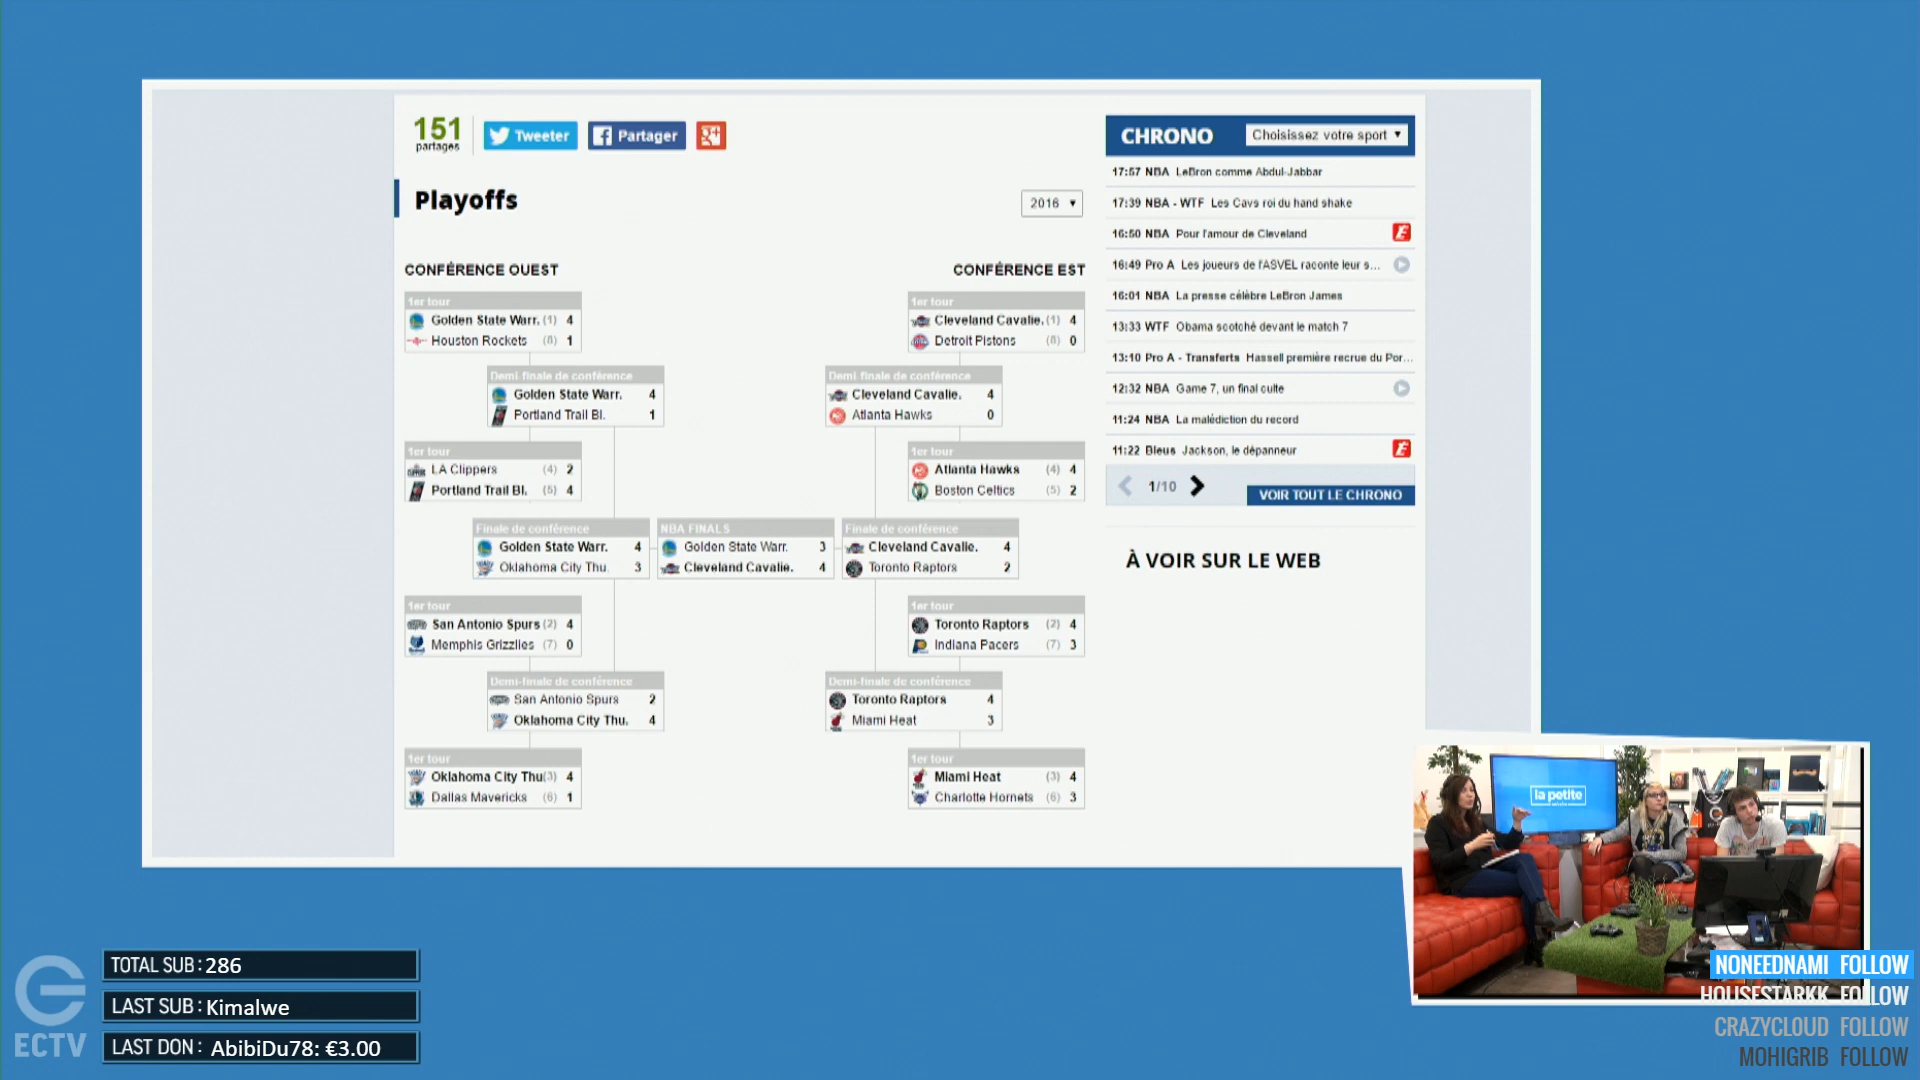 151
partages
Tweeter
Partager
Playoffs
2016
CONFÉRENCE OUEST
CONFÉRENCE EST
1er tour
Golden State Warr. (1) 4
Houston Rockets (8) 1
1er tour
Cleveland Cavalie. (1) 4
Detroit Pistons (8) 0
Demi-finale de conférence
Golden State Warr. 4
Portland Trail Bl. 1
Demi-finale de conférence
Cleveland Cavalie. 4
Atlanta Hawks 0
1er tour
LA Clippers (4) 2
Portland Trail Bl. (5) 4
1er tour
Atlanta Hawks (4) 4
Boston Celtics (5) 2
Finale de conférence
Golden State Warr. 4
Oklahoma City Thu. 3
NBA FINALS
Golden State Warr. 3
Cleveland Cavalie. 4
Finale de conférence
Cleveland Cavalie. 4
Toronto Raptors 2
1er tour
San Antonio Spurs (2) 4
Memphis Grizzlies (7) 0
1er tour
Toronto Raptors (2) 4
Indiana Pacers (7) 3
Demi-finale de conférence
San Antonio Spurs 2
Oklahoma City Thu. 4
Demi-finale de conférence
Toronto Raptors 4
Miami Heat 3
1er tour
Oklahoma City Thu(3) 4
Dallas Mavericks (6) 1
1er tour
Miami Heat (3) 4
Charlotte Hornets (6) 3
CHRONO
Choisissez votre sport
17:57 NBA LeBron comme Abdul-Jabbar
17:39 NBA - WTF Les Cavs roi du hand shake
16:50 NBA Pour l'amour de Cleveland
16:49 Pro A Les joueurs de l'ASVEL raconte leur s...
16:01 NBA La presse célèbre LeBron James
13:33 WTF Obama scotché devant le match 7
13:10 Pro A - Transferts Hassell première recrue du Por...
12:32 NBA Game 7, un final culte
11:24 NBA La malédiction du record
11:22 Bleus Jackson, le dépanneur
1/10
VOIR TOUT LE CHRONO
À VOIR SUR LE WEB
la petite
ECTV
TOTAL SUB : 286
LAST SUB : Kimalwe
LAST DON : AbibiDu78: €3.00
NONEEDNAMI FOLLOW
HOUSESTARKK FOLLOW
CRAZYCLOUD FOLLOW
MOHIGRIB FOLLOW